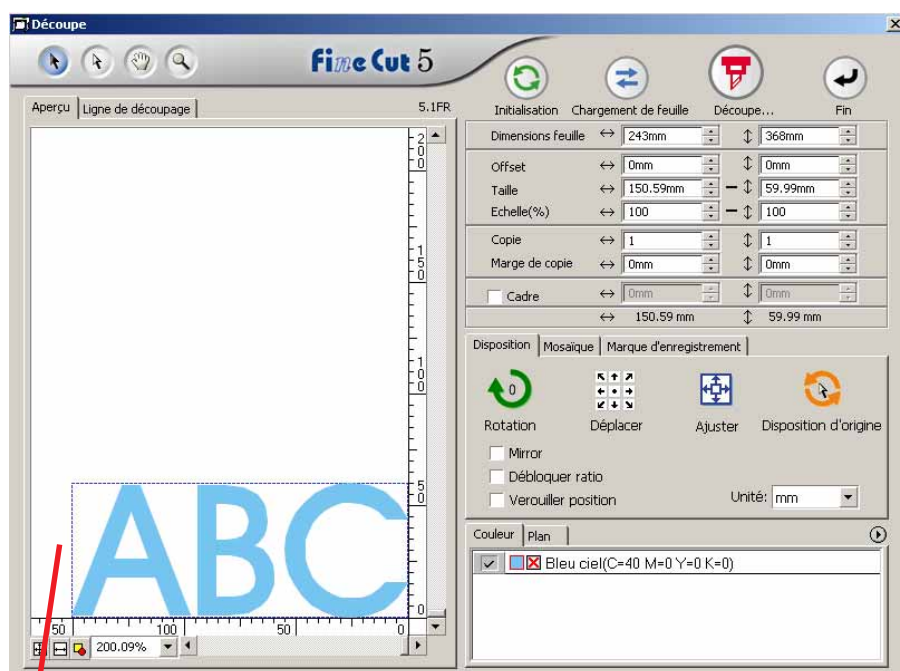 Découpe
Fine Cut 5
Initialisation Chargement de feuille Découpe... Fin
Aperçu Ligne de découpage 5.1FR
Dimensions feuille 243mm 368mm
Offset 0mm 0mm
Taille 150.59mm 59.99mm
Echelle(%) 100 100
Copie 1 1
Marge de copie 0mm 0mm
Cadre 0mm 0mm
150.59 mm 59.99 mm
200
150
100
50
0
ABC
150 100 50 0
200.09%
Disposition Mosaïque Marque d'enregistrement
0
Rotation Déplacer Ajuster Disposition d'origine
Mirror
Débloquer ratio
Verouiller position
Unité: mm
Couleur Plan
Bleu ciel(C=40 M=0 Y=0 K=0)